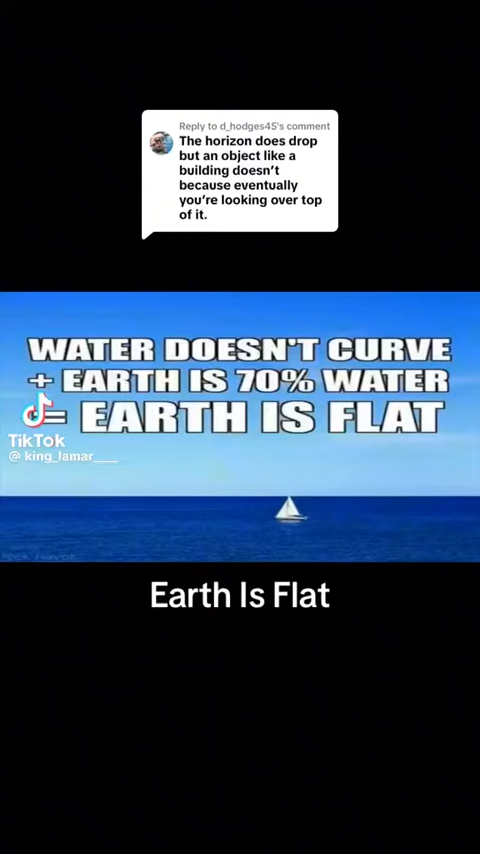 Reply to d_hodges45's comment
The horizon does drop
but an object like a
building doesn't
because eventually
you're looking over top
of it.
WATER DOESN'T CURVE
+ EARTH IS 70% WATER
= EARTH IS FLAT
TikTok
@ king_lamar____
Earth Is Flat